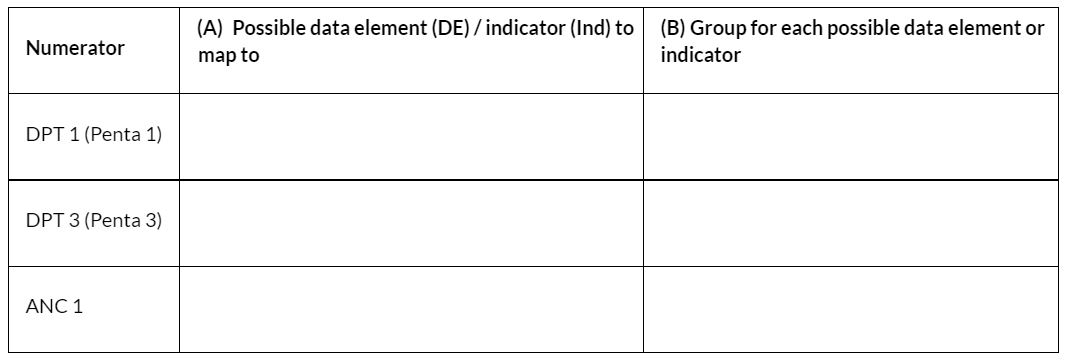 Numerator
(A)  Possible data element (DE) / indicator (Ind) to
map to
(B) Group for each possible data element or
indicator
DPT 1 (Penta 1)
DPT 3 (Penta 3)
ANC 1